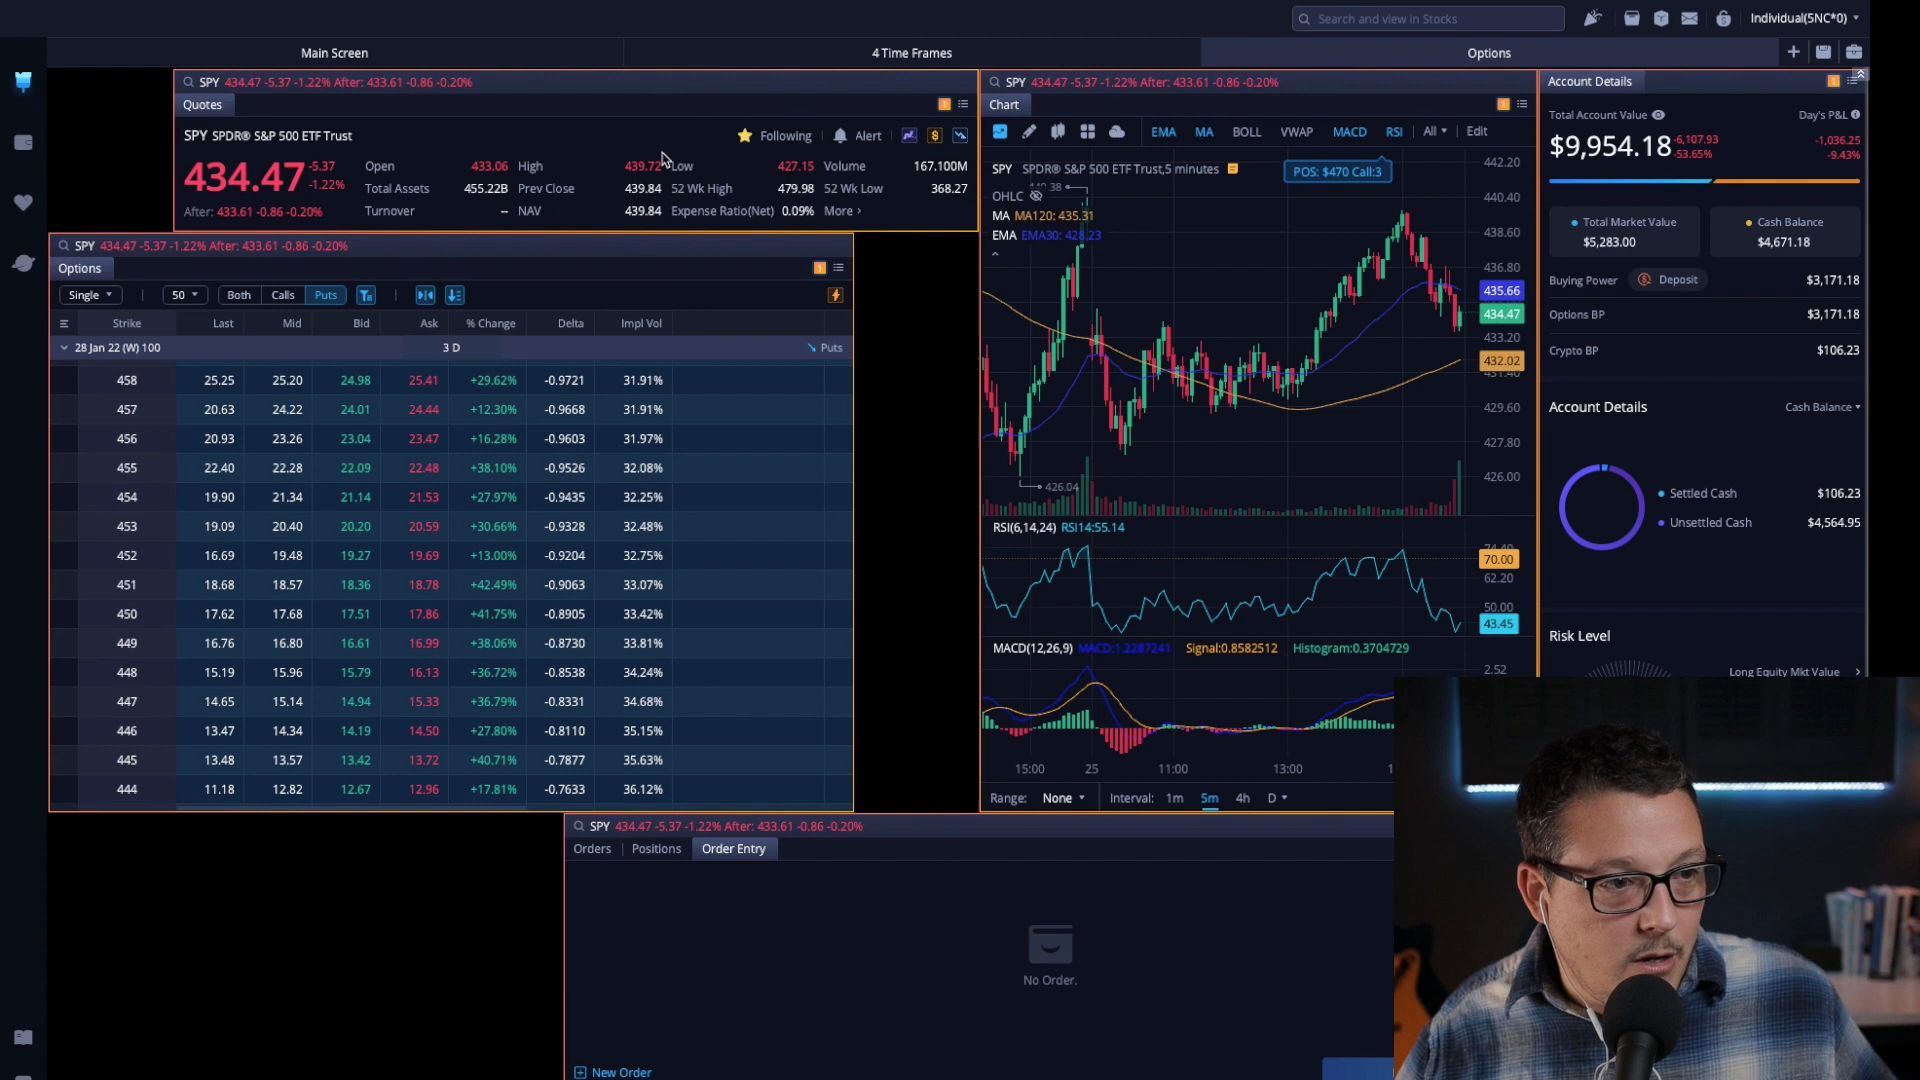 Search and view in Stocks
Individual(5NC*0)
Main Screen
4 Time Frames
Options
SPY 434.47 -5.37 -1.22% After: 433.61 -0.86 -0.20%
Quotes
1
SPY SPDR® S&P 500 ETF Trust
Following
Alert
434.47 -5.37 -1.22%
After: 433.61 -0.86 -0.20%
Open 433.06 High 439.72 Low 427.15 Volume 167.100M
Total Assets 455.22B Prev Close 439.84 52 Wk High 479.98 52 Wk Low 368.27
Turnover -- NAV 439.84 Expense Ratio(Net) 0.09% More
SPY 434.47 -5.37 -1.22% After: 433.61 -0.86 -0.20%
Options
1
Single 50 Both Calls Puts
Strike Last Mid Bid Ask % Change Delta Impl Vol
28 Jan 22 (W) 100 3 D Puts
458 25.25 25.20 24.98 25.41 +29.62% -0.9721 31.91%
457 20.63 24.22 24.01 24.44 +12.30% -0.9668 31.91%
456 20.93 23.26 23.04 23.47 +16.28% -0.9603 31.97%
455 22.40 22.28 22.09 22.48 +38.10% -0.9526 32.08%
454 19.90 21.34 21.14 21.53 +27.97% -0.9435 32.25%
453 19.09 20.40 20.20 20.59 +30.66% -0.9328 32.48%
452 16.69 19.48 19.27 19.69 +13.00% -0.9204 32.75%
451 18.68 18.57 18.36 18.78 +42.49% -0.9063 33.07%
450 17.62 17.68 17.51 17.86 +41.75% -0.8905 33.42%
449 16.76 16.80 16.61 16.99 +38.06% -0.8730 33.81%
448 15.19 15.96 15.79 16.13 +36.72% -0.8538 34.24%
447 14.65 15.14 14.94 15.33 +36.79% -0.8331 34.68%
446 13.47 14.34 14.19 14.50 +27.80% -0.8110 35.15%
445 13.48 13.57 13.42 13.72 +40.71% -0.7877 35.63%
444 11.18 12.82 12.67 12.96 +17.81% -0.7633 36.12%
SPY 434.47 -5.37 -1.22% After: 433.61 -0.86 -0.20%
Chart
1
EMA MA BOLL VWAP MACD RSI All Edit
SPY SPDR® S&P 500 ETF Trust,5 minutes
POS: $470 Call:3
OHLC
MA MA120: 435.31
EMA EMA30: 428.23
426.04
442.20
440.40
438.60
436.80
435.66
434.47
433.20
432.02
431.40
429.60
427.80
426.00
RSI(6,14,24) RSI14:55.14
70.00
62.20
50.00
43.45
MACD(12,26,9) MACD:1.2287241 Signal:0.8582512 Histogram:0.3704729
2.52
15:00 25 11:00 13:00
Range: None Interval: 1m 5m 4h D
Account Details
1
Total Account Value
Day's P&L
$9,954.18 -6,107.93 -53.65%
-1,036.25
-9.43%
Total Market Value
$5,283.00
Cash Balance
$4,671.18
Buying Power Deposit $3,171.18
Options BP $3,171.18
Crypto BP $106.23
Account Details Cash Balance
Settled Cash $106.23
Unsettled Cash $4,564.95
Risk Level
Long Equity Mkt Value
SPY 434.47 -5.37 -1.22% After: 433.61 -0.86 -0.20%
Orders Positions Order Entry
No Order.
New Order